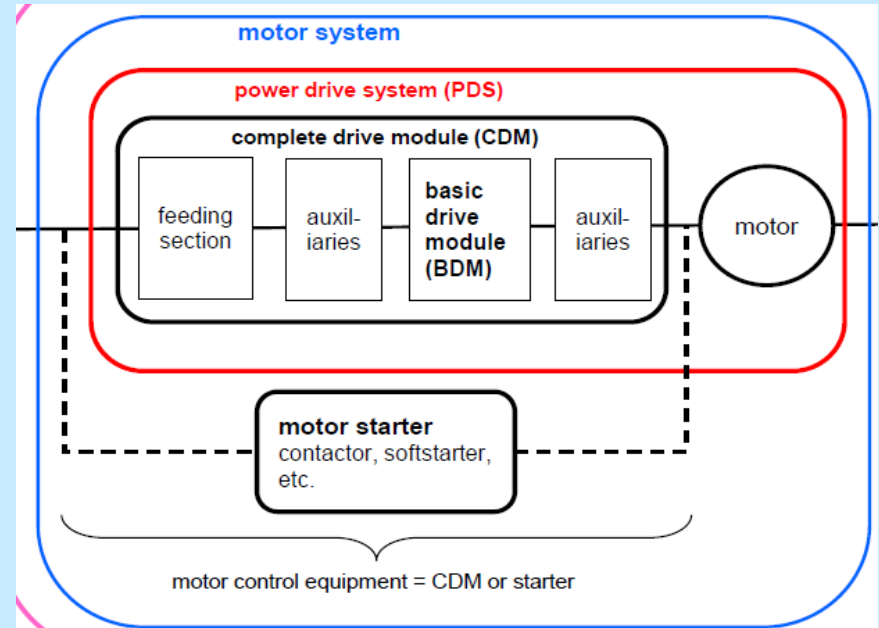 motor system
power drive system (PDS)
complete drive module (CDM)
feeding
section
auxil-
iaries
basic
drive
module
(BDM)
auxil-
iaries
motor
motor starter
contactor, softstarter,
etc.
motor control equipment = CDM or starter